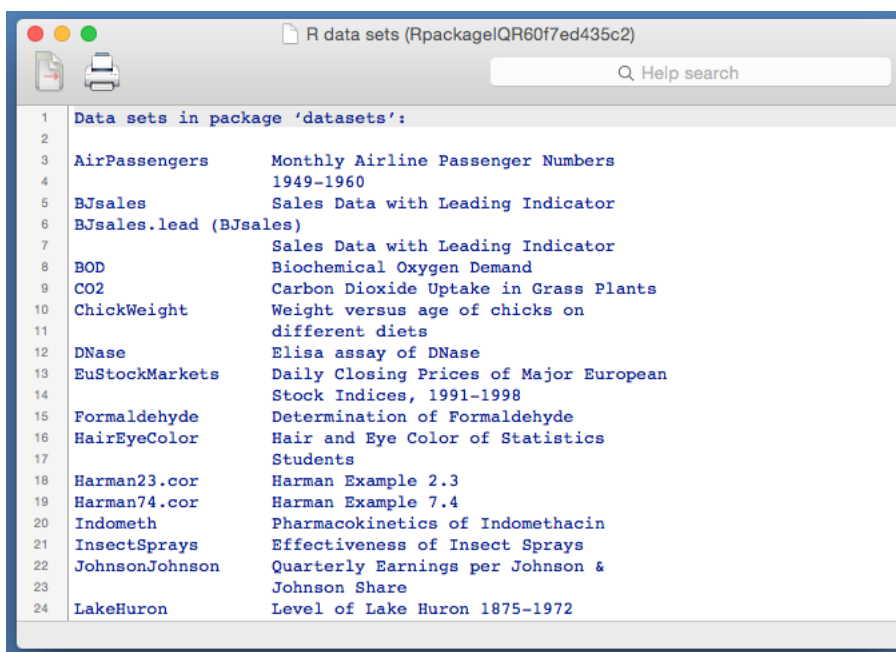 R data sets (RpackageIQR60f7ed435c2)
Help search
1 Data sets in package ‘datasets’:
2
3 AirPassengers Monthly Airline Passenger Numbers
4 1949-1960
5 BJsales Sales Data with Leading Indicator
6 BJsales.lead (BJsales)
7 Sales Data with Leading Indicator
8 BOD Biochemical Oxygen Demand
9 CO2 Carbon Dioxide Uptake in Grass Plants
10 ChickWeight Weight versus age of chicks on
11 different diets
12 DNase Elisa assay of DNase
13 EuStockMarkets Daily Closing Prices of Major European
14 Stock Indices, 1991-1998
15 Formaldehyde Determination of Formaldehyde
16 HairEyeColor Hair and Eye Color of Statistics
17 Students
18 Harman23.cor Harman Example 2.3
19 Harman74.cor Harman Example 7.4
20 Indometh Pharmacokinetics of Indomethacin
21 InsectSprays Effectiveness of Insect Sprays
22 JohnsonJohnson Quarterly Earnings per Johnson &
23 Johnson Share
24 LakeHuron Level of Lake Huron 1875-1972